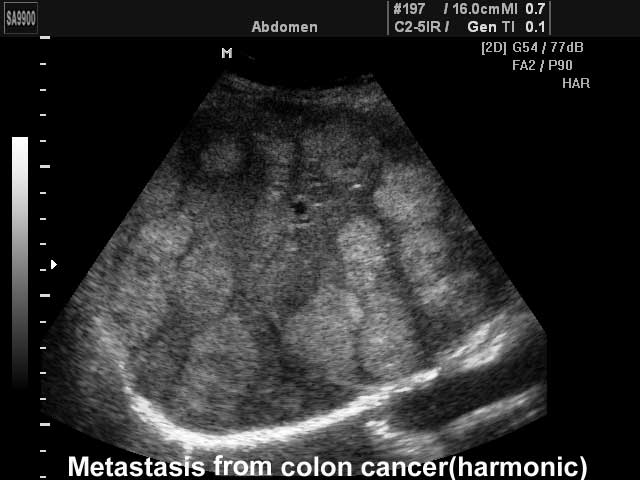 SA9900
Abdomen
#197 / 16.0cm MI 0.7
C2-5IR / Gen TI 0.1
[2D] G54 / 77dB
FA2 / P90
HAR
M
Metastasis from colon cancer(harmonic)